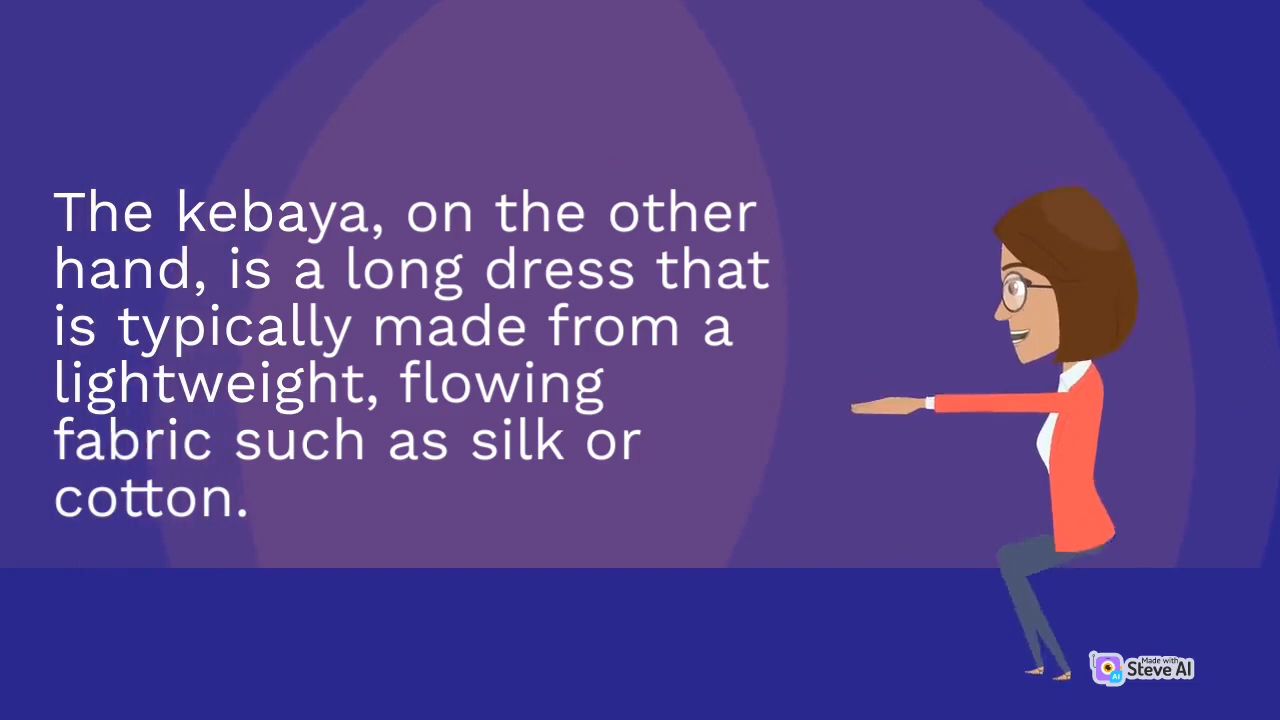 The kebaya, on the other
hand, is a long dress that
is typically made from a
lightweight, flowing
fabric such as silk or
cotton.
Made with
Steve AI
AI